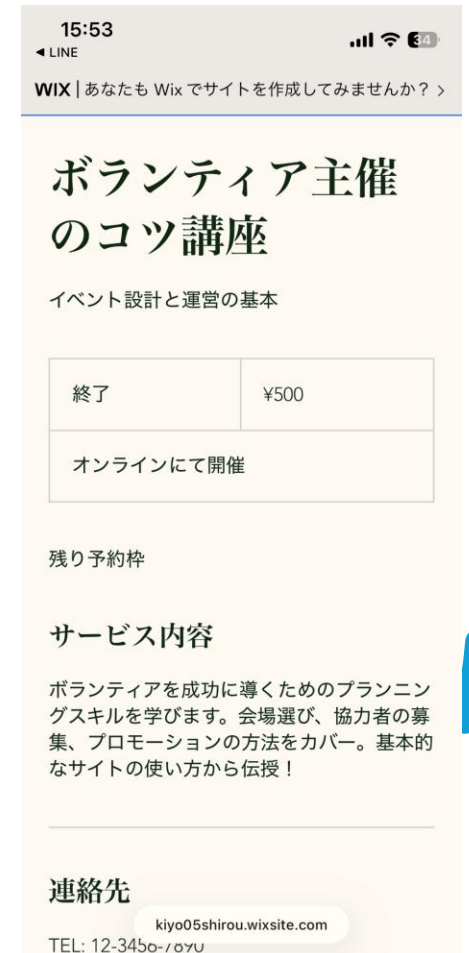 15:53
34
◀ LINE
WIX | あなたも Wix でサイトを作成してみませんか？ >
ボランティア主催
のコツ講座
イベント設計と運営の基本
終了
¥500
オンラインにて開催
残り予約枠
サービス内容
ボランティアを成功に導くためのプランニン
グスキルを学びます。会場選び、協力者の募
集、プロモーションの方法をカバー。基本的
なサイトの使い方から伝授！
連絡先
kiyo05shirou.wixsite.com
TEL: 12-3456-7890